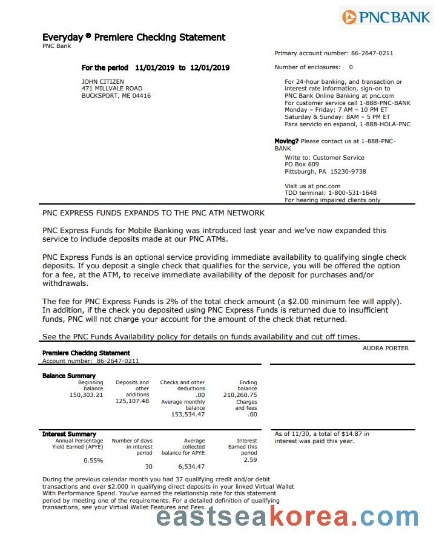 PNCBANK
Everyday ® Premiere Checking Statement
PNC Bank
Primary account number: 86-2647-0211
For the period 11/01/2019 to 12/01/2019
Number of enclosures: 0
JOHN CITIZEN
471 MILLVALE ROAD
BUCKSPORT, ME 04416
For 24-hour banking, and transaction or
interest rate information, sign-on to
PNC Bank Online Banking at pnc.com
For customer service call 1-888-PNC-BANK
Monday - Friday: 7 AM - 10 PM ET
Saturday & Sunday: 8AM - 5 PM ET
Para servicio en espanol, 1-888-HOLA-PNC
Moving? Please contact us at 1-888-PNC-
BANK
Write to: Customer Service
PO Box 609
Pittsburgh, PA 15230-9738
Visit us at pnc.com
TDD terminal: 1-800-531-1648
For hearing impaired clients only
PNC EXPRESS FUNDS EXPANDS TO THE PNC ATM NETWORK
PNC Express Funds for Mobile Banking was introduced last year and we've now expanded this
service to include deposits made at our PNC ATMs.
PNC Express Funds is an optional service providing immediate availability to qualifying single check
deposits. If you deposit a single check that qualifies for the service, you will be offered the option
for a fee, at the ATM, to receive immediate availability of the deposit for purchases and/or
withdrawals.
The fee for PNC Express Funds is 2% of the total check amount (a $2.00 minimum fee will apply).
In addition, if the check you deposited using PNC Express Funds is returned due to insufficient
funds, PNC will not charge your account for the amount of the check that returned.
See the PNC Funds Availability policy for details on funds availability and cut off times.
AUDRA PORTER
Premiere Checking Statement
Account number: 86-2647-0211
Balance Summary
Beginning balance Deposits and other additions Checks and other deductions Ending balance
150,303.21 125,107.48 .00 210,260.75
Average monthly balance Charges and fees
153,534.47 .00
Interest Summary
As of 11/30, a total of $14.87 in
interest was paid this year.
Annual Percentage Yield Earned (APYE) Number of days in interest period Average collected balance for APYE Interest Earned this period
0.55% 30 6,534.47 2.59
During the previous calendar month you had 37 qualifying credit and/or debit
transactions and over $2,000 in qualifying direct deposits in your linked Virtual Wallet
With Performance Spend. You've earned the relationship rate for this statement
period by meeting one of the requirements. For a detailed definition of qualifying
transactions, see your Virtual Wallet Features and Fees.
eastseakorea.com